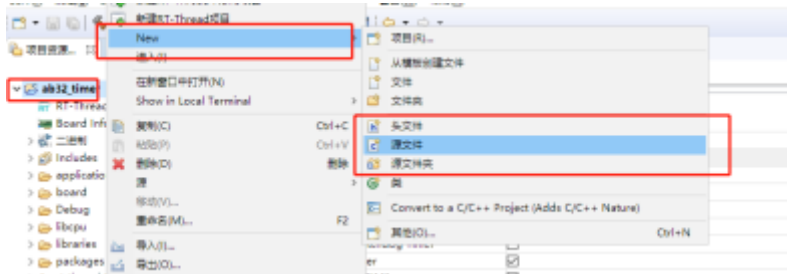 新建RT-Thread项目
New
进入(I)
项目(R)...
项目资源...
从模板创建文件
在新窗口中打开(N)
文件
ab32_timer
Show in Local Terminal
文件夹
RT-Thread
Board Info
复制(C) Ctrl+C
头文件
二进制
粘贴(P) Ctrl+V
源文件
Includes
删除(D) 删除
源文件夹
applicatio
源
类
board
移动(V)...
Convert to a C/C++ Project (Adds C/C++ Nature)
Debug
重命名(M)... F2
libcpu
其他(O)... Ctrl+N
libraries
导入(I)...
packages
导出(O)...
er